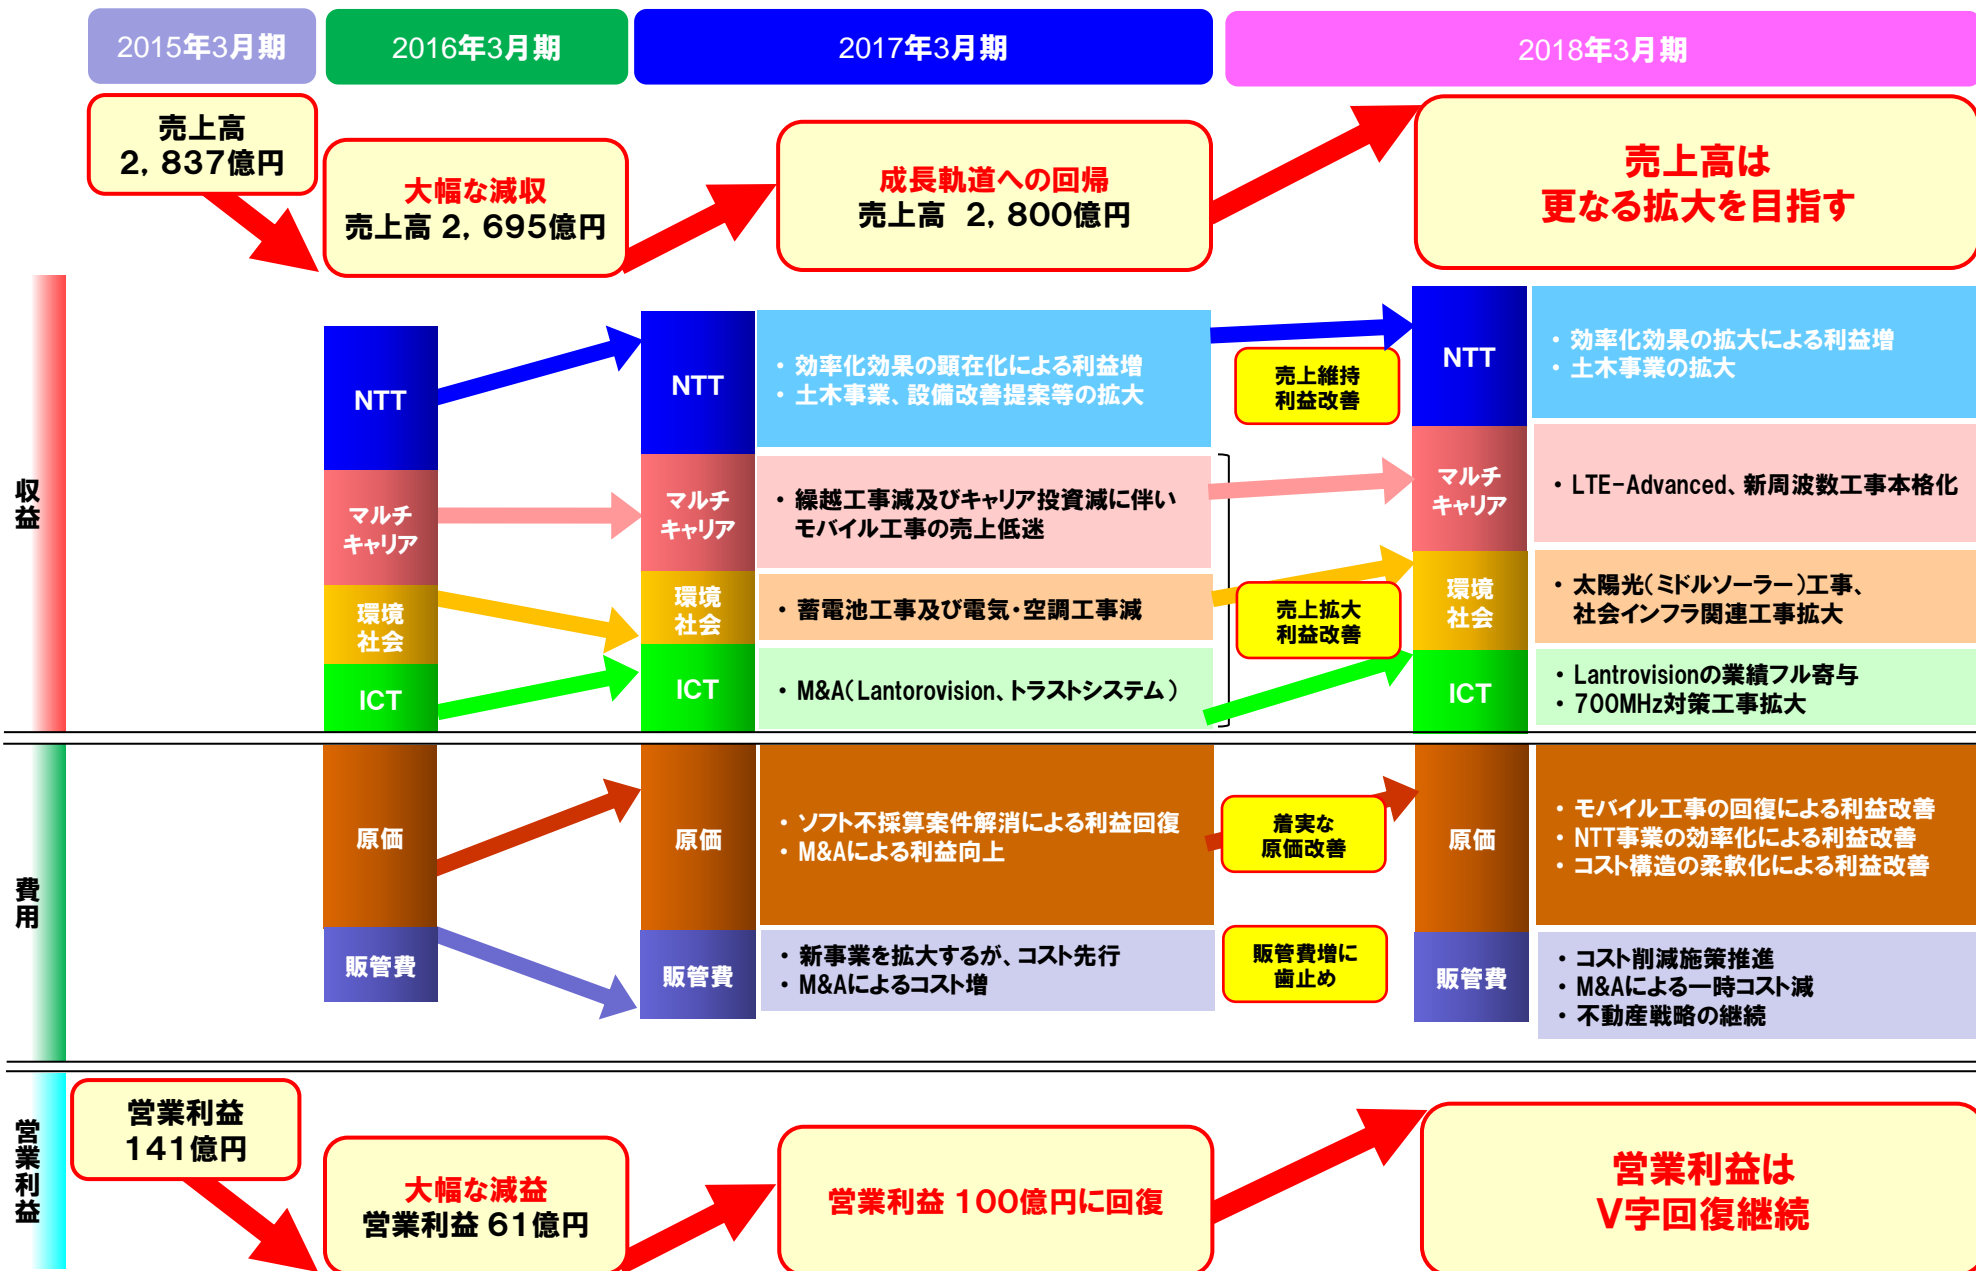 2015年3月期
2016年3月期
2017年3月期
2018年3月期
売上高
2，837億円
大幅な減収
売上高 2，695億円
成長軌道への回帰
売上高　2，800億円
売上高は
更なる拡大を目指す
収益
NTT
NTT
・ 効率化効果の顕在化による利益増
・ 土木事業、設備改善提案等の拡大
売上維持
利益改善
NTT
・ 効率化効果の拡大による利益増
・ 土木事業の拡大
マルチ
キャリア
マルチ
キャリア
・ 繰越工事減及びキャリア投資減に伴い
モバイル工事の売上低迷
マルチ
キャリア
・ LTE-Advanced、新周波数工事本格化
環境
社会
環境
社会
・ 蓄電池工事及び電気・空調工事減
売上拡大
利益改善
環境
社会
・ 太陽光（ミドルソーラー）工事、
社会インフラ関連工事拡大
ICT
ICT
・ M&A（Lantorovision、トラストシステム）
ICT
・ Lantrovisionの業績フル寄与
・ 700MHz対策工事拡大
費用
原価
原価
・ ソフト不採算案件解消による利益回復
・ M&Aによる利益向上
着実な
原価改善
原価
・ モバイル工事の回復による利益改善
・ NTT事業の効率化による利益改善
・ コスト構造の柔軟化による利益改善
販管費
販管費
・ 新事業を拡大するが、コスト先行
・ M&Aによるコスト増
販管費増に
歯止め
販管費
・ コスト削減施策推進
・ M&Aによる一時コスト減
・ 不動産戦略の継続
営業利益
営業利益
141億円
大幅な減益
営業利益 61億円
営業利益 100億円に回復
営業利益は
V字回復継続